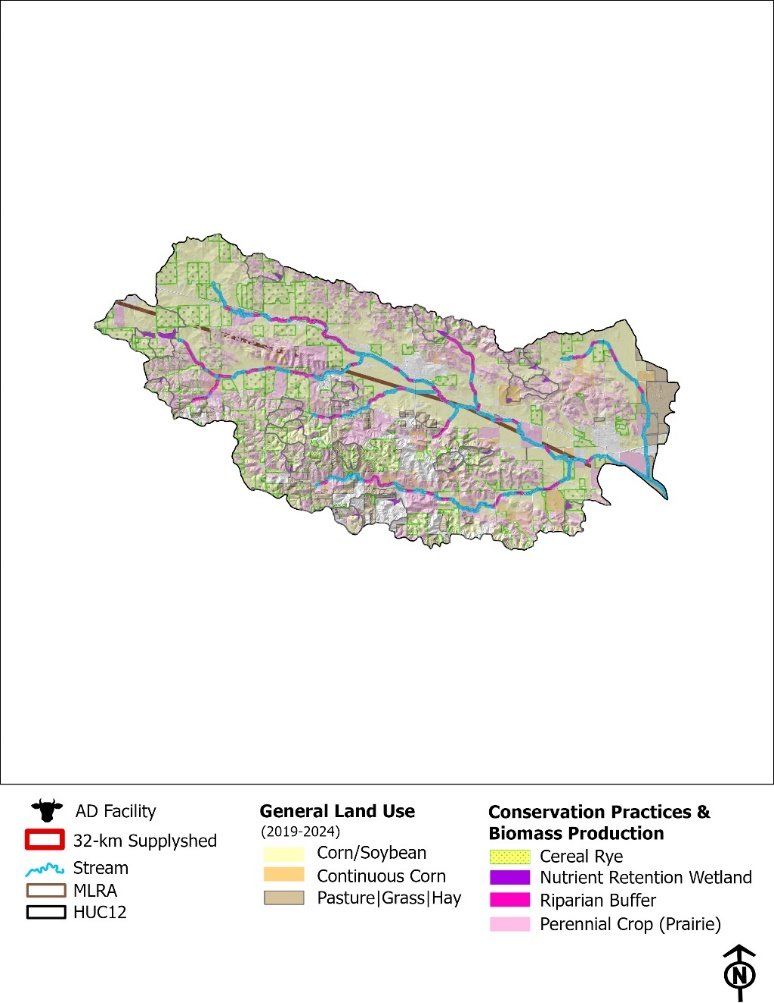 AD Facility
32-km Supplyshed
Stream
MLRA
HUC12
General Land Use
(2019-2024)
Corn/Soybean
Continuous Corn
Pasture|Grass|Hay
Conservation Practices &
Biomass Production
Cereal Rye
Nutrient Retention Wetland
Riparian Buffer
Perennial Crop (Prairie)
N